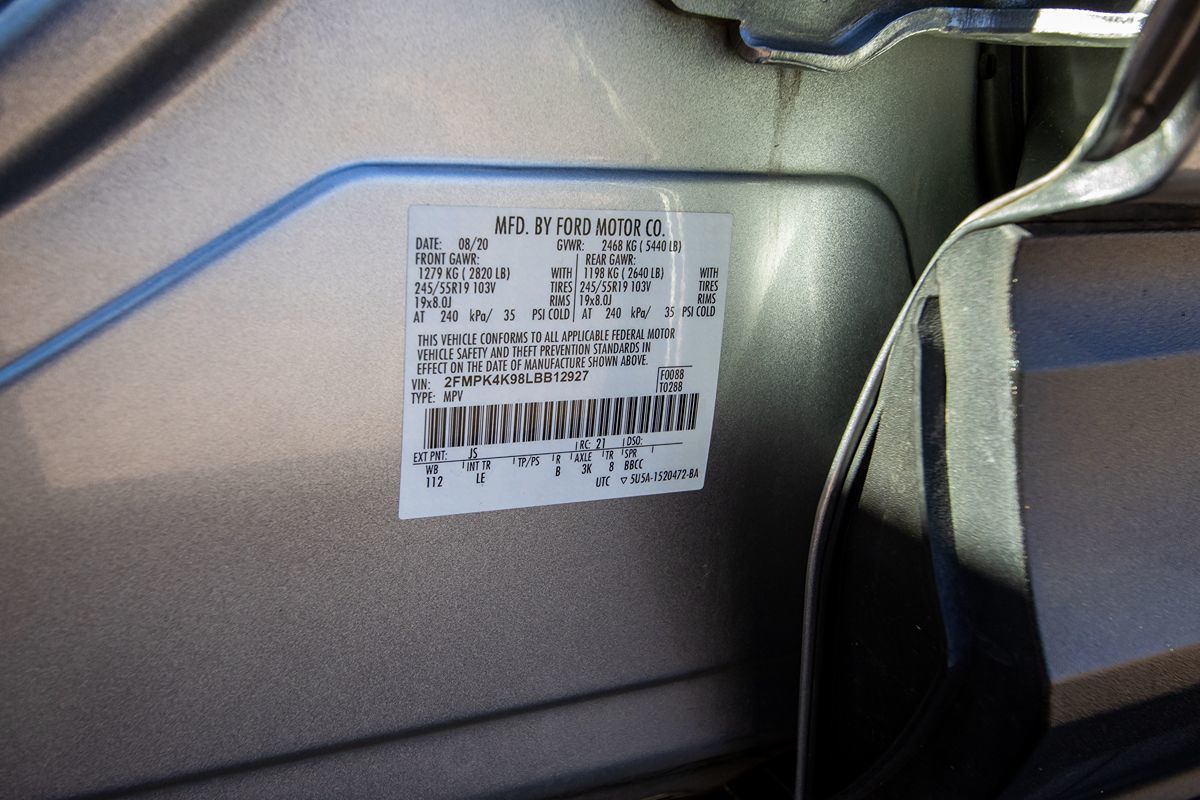 MFD. BY FORD MOTOR CO.
DATE: 08/20 GVWR: 2468 KG ( 5440 LB)
FRONT GAWR: REAR GAWR:
1279 KG ( 2820 LB) WITH 1198 KG ( 2640 LB) WITH
245/55R19 103V TIRES 245/55R19 103V TIRES
19x8.0J RIMS 19x8.0J RIMS
AT 240 kPa/ 35 PSI COLD AT 240 kPa/ 35 PSI COLD
THIS VEHICLE CONFORMS TO ALL APPLICABLE FEDERAL MOTOR
VEHICLE SAFETY AND THEFT PREVENTION STANDARDS IN
EFFECT ON THE DATE OF MANUFACTURE SHOWN ABOVE.
VIN: 2FMPK4K98LBB12927 F0088
TYPE: MPV T0288
EXT PNT: JS RC: 21 DSO:
WB INT TR TP/PS R AXLE TR SPR
112 LE B 3K 8 BBCC
UTC ▽ 5U5A-1520472-BA